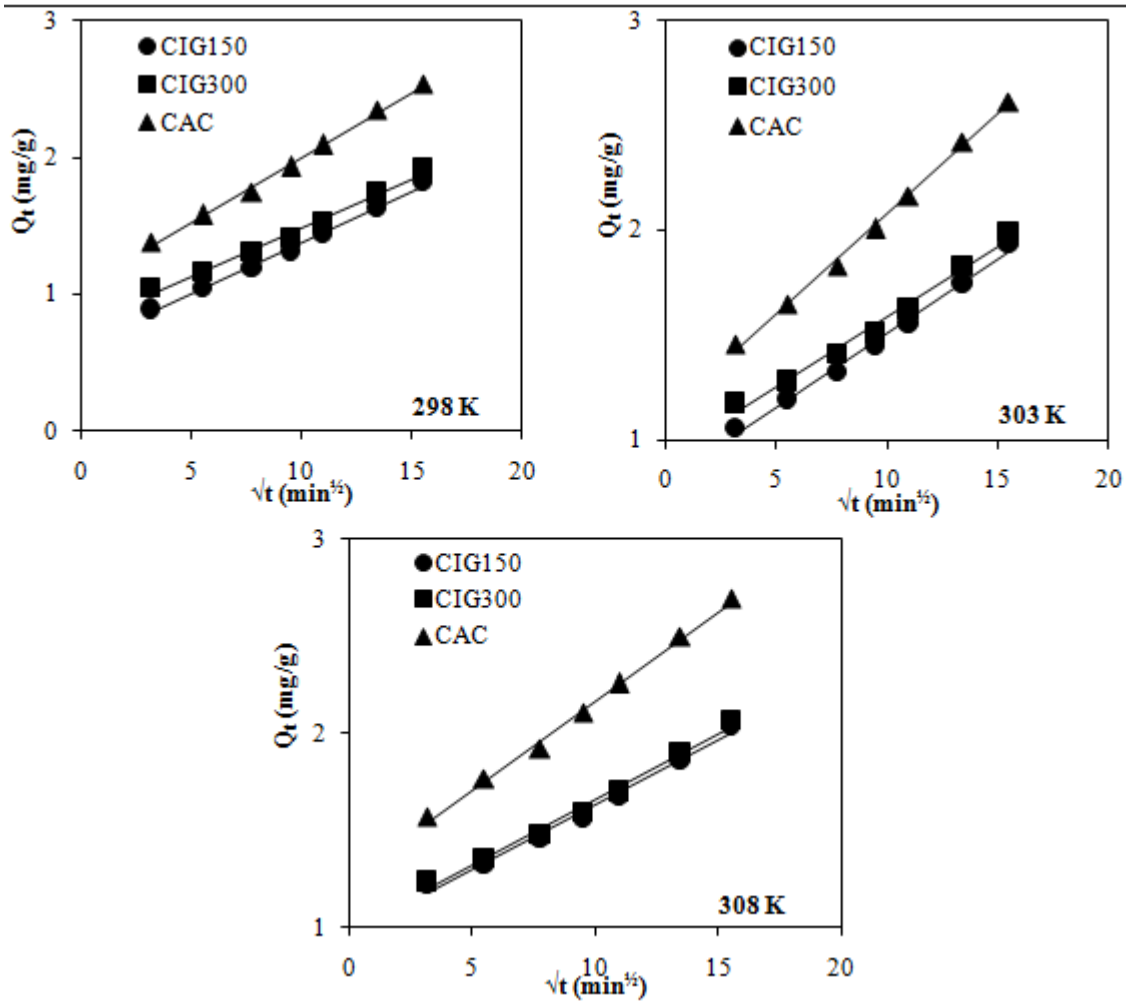 3
CIG150
CIG300
CAC
2
1
0
Qt (mg/g)
298 K
0 5 10 15 20
√t (min½)
3
CIG150
CIG300
CAC
2
1
Qt (mg/g)
303 K
0 5 10 15 20
√t (min½)
3
CIG150
CIG300
CAC
2
1
Qt (mg/g)
308 K
0 5 10 15 20
√t (min½)